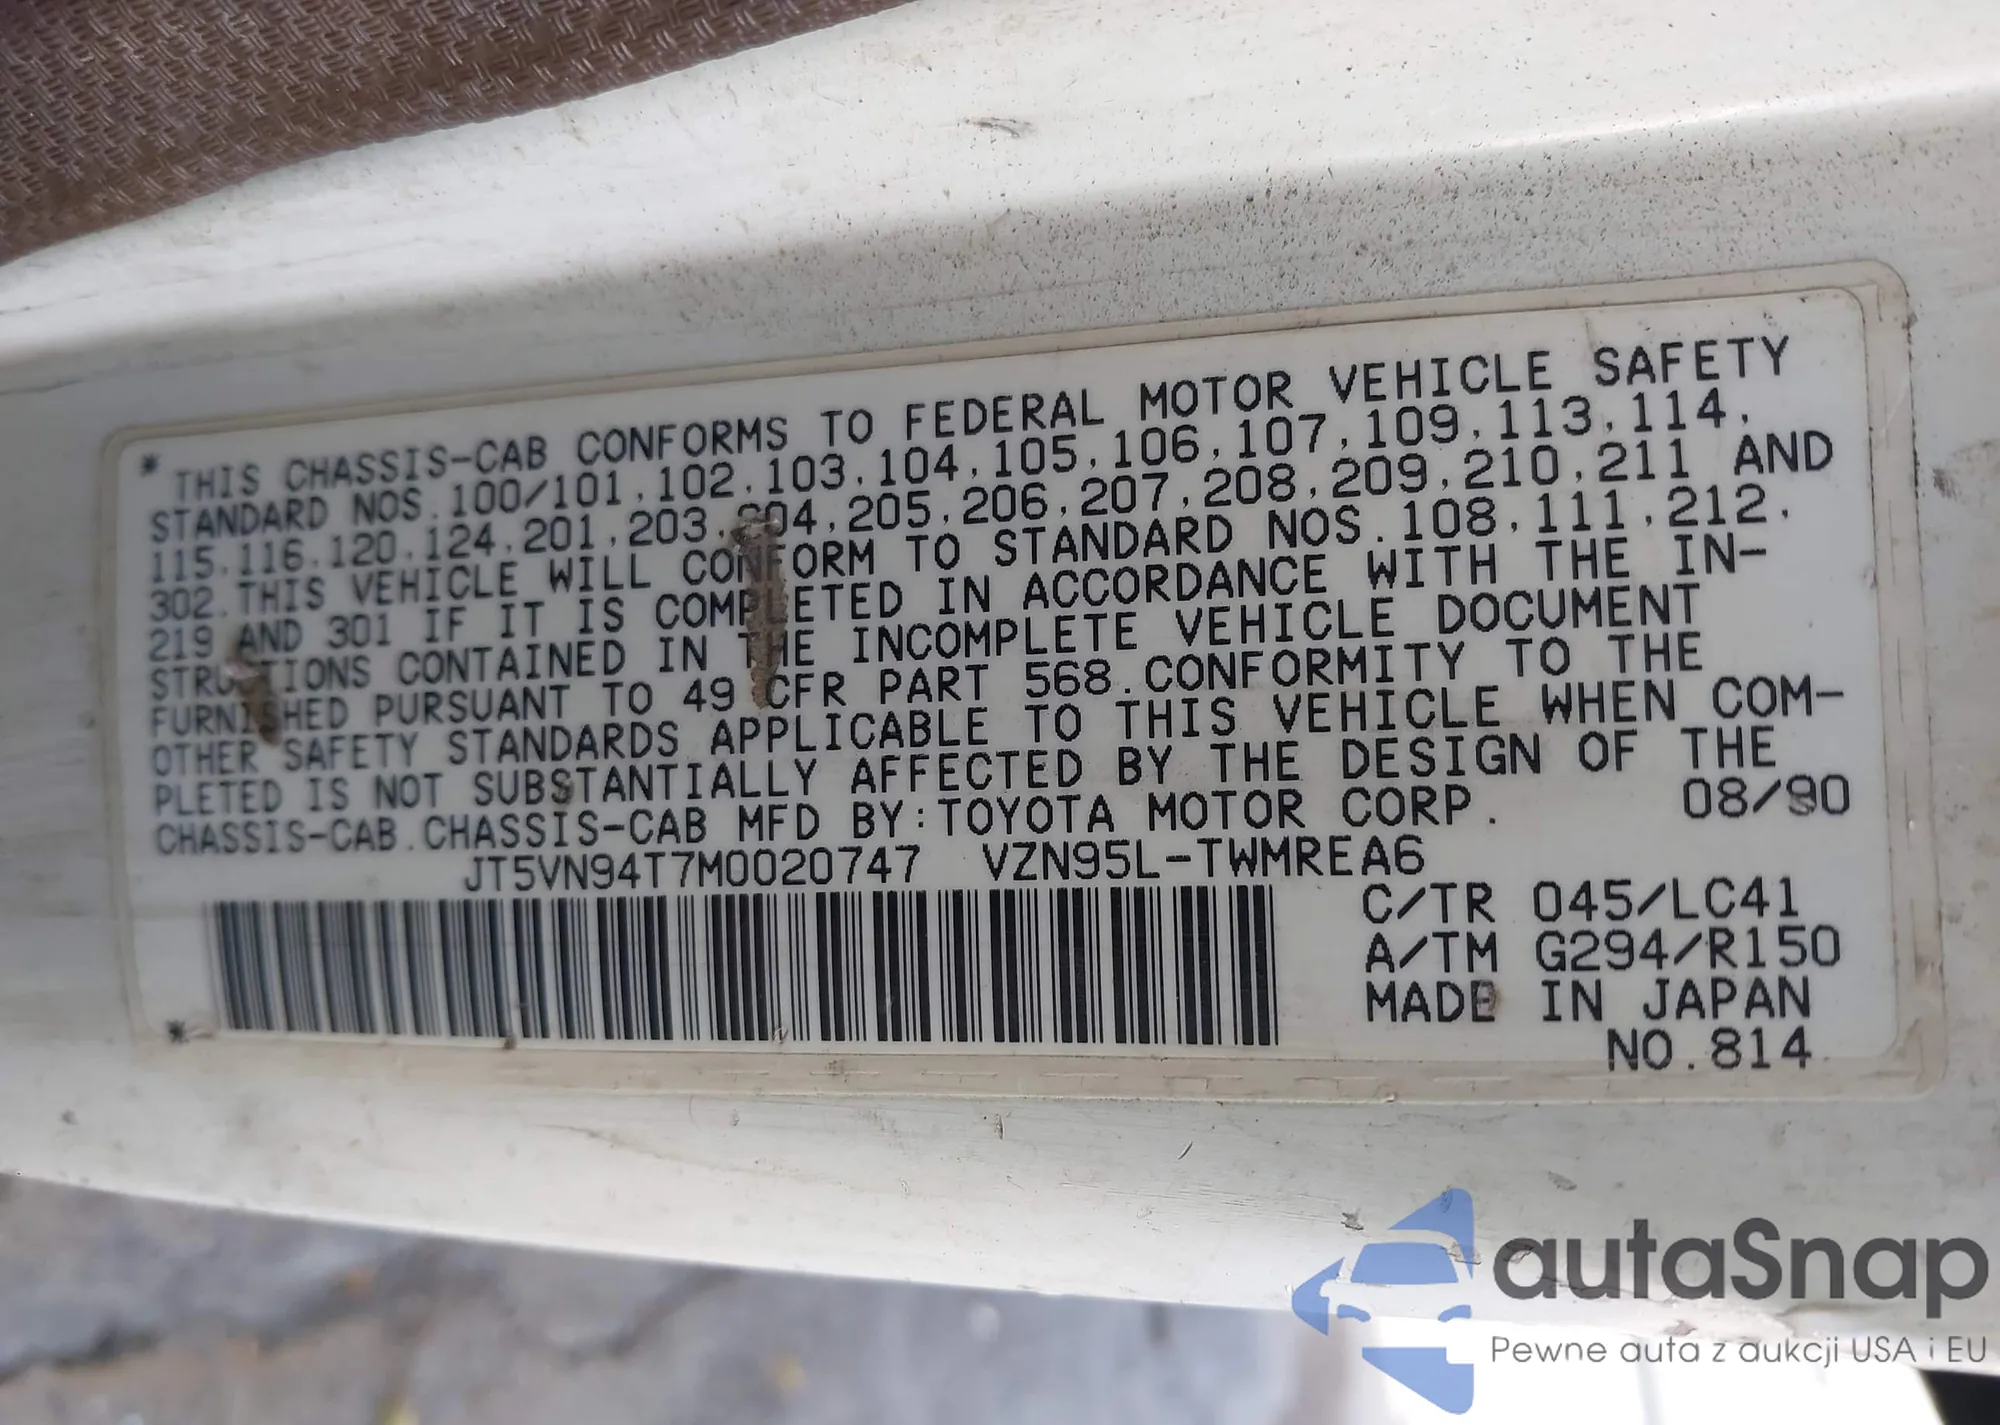 * THIS CHASSIS-CAB CONFORMS TO FEDERAL MOTOR VEHICLE SAFETY
STANDARD NOS.100/101,102,103,104,105,106,107,109,113,114,
115,116,120,124,201,203,204,205,206,207,208,209,210,211 AND
302.THIS VEHICLE WILL CONFORM TO STANDARD NOS.108,111,212,
219 AND 301 IF IT IS COMPLETED IN ACCORDANCE WITH THE IN-
STRUCTIONS CONTAINED IN THE INCOMPLETE VEHICLE DOCUMENT
FURNISHED PURSUANT TO 49 CFR PART 568.CONFORMITY TO THE
OTHER SAFETY STANDARDS APPLICABLE TO THIS VEHICLE WHEN COM-
PLETED IS NOT SUBSTANTIALLY AFFECTED BY THE DESIGN OF THE
CHASSIS-CAB.CHASSIS-CAB MFD BY:TOYOTA MOTOR CORP. 08/90
JT5VN94T7M0020747 VZN95L-TWMREA6
C/TR 045/LC41
A/TM G294/R150
MADE IN JAPAN
* NO.814
autaSnap
Pewne auta z aukcji USA i EU